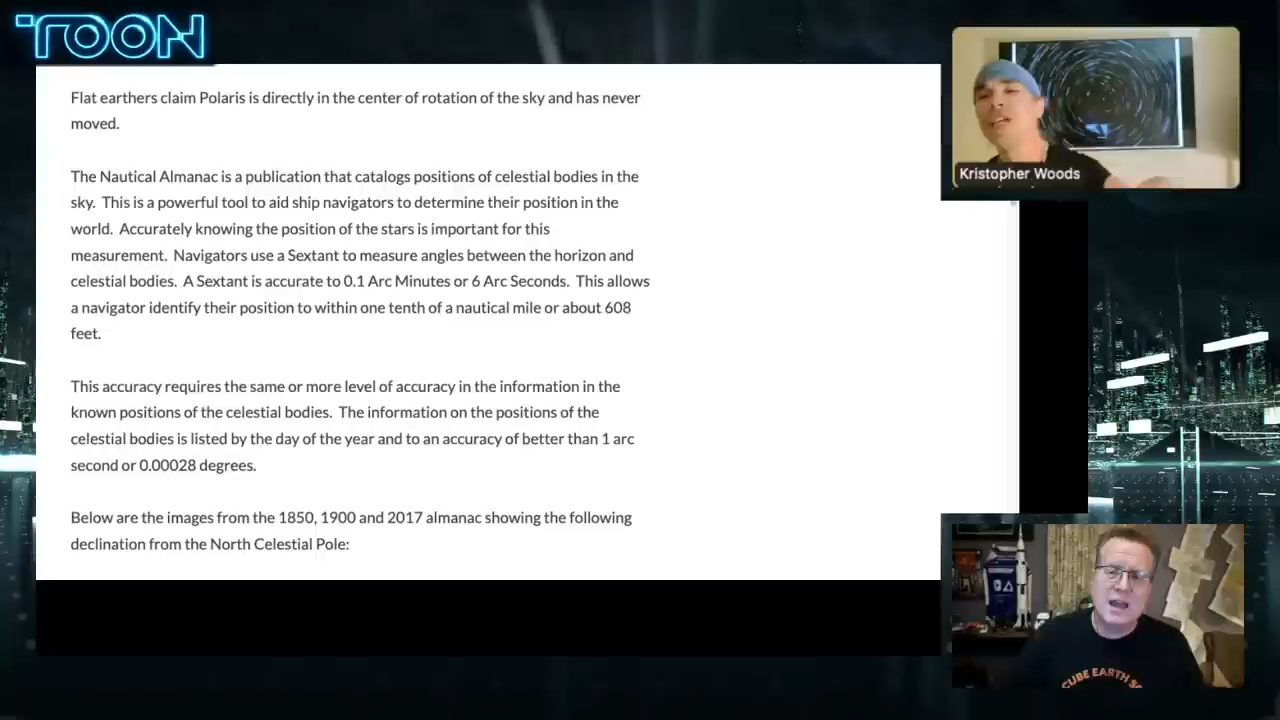 TOON
Flat earthers claim Polaris is directly in the center of rotation of the sky and has never
moved.
The Nautical Almanac is a publication that catalogs positions of celestial bodies in the
sky. This is a powerful tool to aid ship navigators to determine their position in the
world. Accurately knowing the position of the stars is important for this
measurement. Navigators use a Sextant to measure angles between the horizon and
celestial bodies. A Sextant is accurate to 0.1 Arc Minutes or 6 Arc Seconds. This allows
a navigator identify their position to within one tenth of a nautical mile or about 608
feet.
This accuracy requires the same or more level of accuracy in the information in the
known positions of the celestial bodies. The information on the positions of the
celestial bodies is listed by the day of the year and to an accuracy of better than 1 arc
second or 0.00028 degrees.
Below are the images from the 1850, 1900 and 2017 almanac showing the following
declination from the North Celestial Pole:
Kristopher Woods
CUBE EARTH